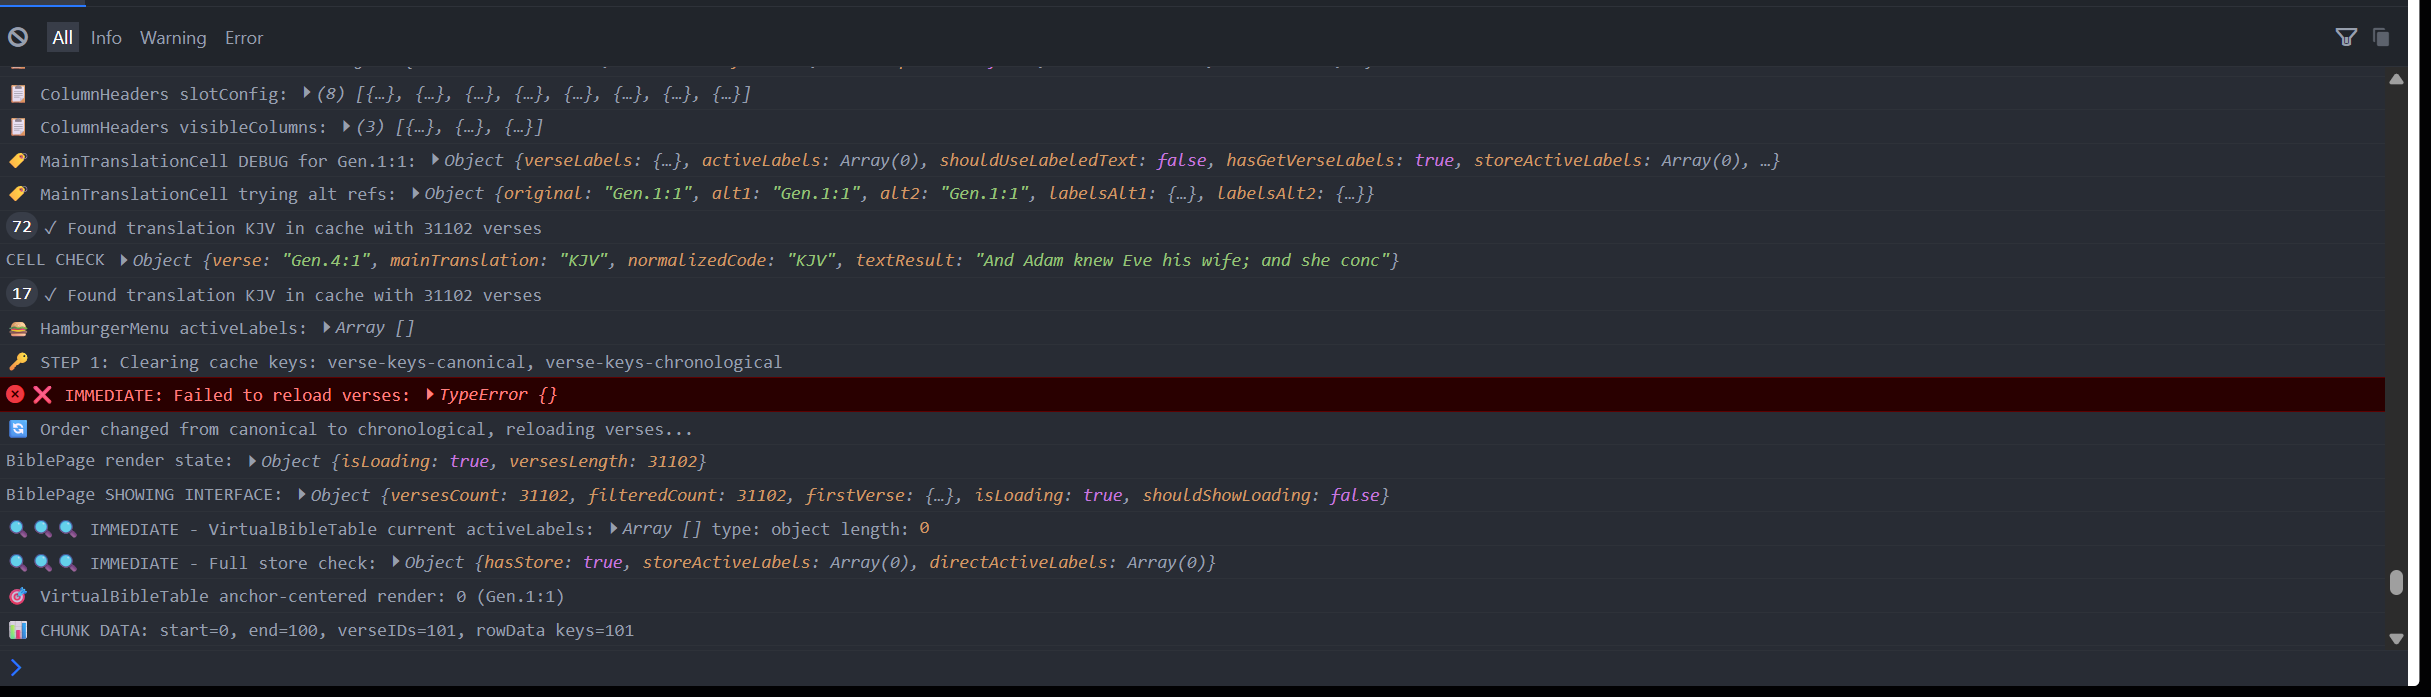 All Info Warning Error
ColumnHeaders slotConfig: (8) [{…}, {…}, {…}, {…}, {…}, {…}, {…}, {…}]
ColumnHeaders visibleColumns: (3) [{…}, {…}, {…}]
MainTranslationCell DEBUG for Gen.1:1: Object {verseLabels: {…}, activeLabels: Array(0), shouldUseLabeledText: false, hasGetVerseLabels: true, storeActiveLabels: Array(0), …}
MainTranslationCell trying alt refs: Object {original: "Gen.1:1", alt1: "Gen.1:1", alt2: "Gen.1:1", labelsAlt1: {…}, labelsAlt2: {…}}
72 ✓ Found translation KJV in cache with 31102 verses
CELL CHECK Object {verse: "Gen.4:1", mainTranslation: "KJV", normalizedCode: "KJV", textResult: "And Adam knew Eve his wife; and she conc"}
17 ✓ Found translation KJV in cache with 31102 verses
🍔 HamburgerMenu activeLabels: Array []
🔑 STEP 1: Clearing cache keys: verse-keys-canonical, verse-keys-chronological
❌ IMMEDIATE: Failed to reload verses: TypeError {}
🔄 Order changed from canonical to chronological, reloading verses...
BiblePage render state: Object {isLoading: true, versesLength: 31102}
BiblePage SHOWING INTERFACE: Object {versesCount: 31102, filteredCount: 31102, firstVerse: {…}, isLoading: true, shouldShowLoading: false}
🔍🔍🔍 IMMEDIATE - VirtualBibleTable current activeLabels: Array [] type: object length: 0
🔍🔍🔍 IMMEDIATE - Full store check: Object {hasStore: true, storeActiveLabels: Array(0), directActiveLabels: Array(0)}
🎯 VirtualBibleTable anchor-centered render: 0 (Gen.1:1)
📊 CHUNK DATA: start=0, end=100, verseIDs=101, rowData keys=101